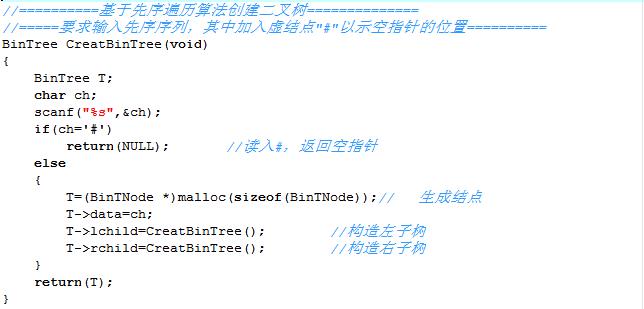 //==========基于先序遍历算法创建二叉树==============
//=====要求输入先序序列，其中加入虚结点"#"以示空指针的位置==========
BinTree CreatBinTree(void)
{
    BinTree T;
    char ch;
    scanf("%s",&ch);
    if(ch='#')
        return(NULL);       //读入#，返回空指针
    else
    {
        T=(BinTNode *)malloc(sizeof(BinTNode));//   生成结点
        T->data=ch;
        T->lchild=CreatBinTree();        //构造左子树
        T->rchild=CreatBinTree();        //构造右子树
    }
    return(T);
}